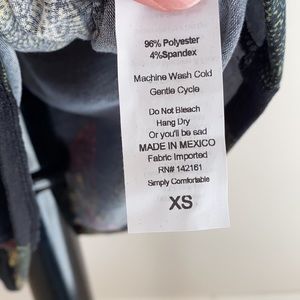 96% Polyester
4%Spandex
Machine Wash Cold
Gentle Cycle
Do Not Bleach
Hang Dry
Or you'll be sad
MADE IN MEXICO
Fabric Imported
RN# 142161
Simply Comfortable
XS